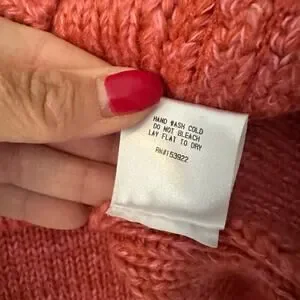 HAND WASH COLD
DO NOT BLEACH
LAY FLAT TO DRY
RN#153922